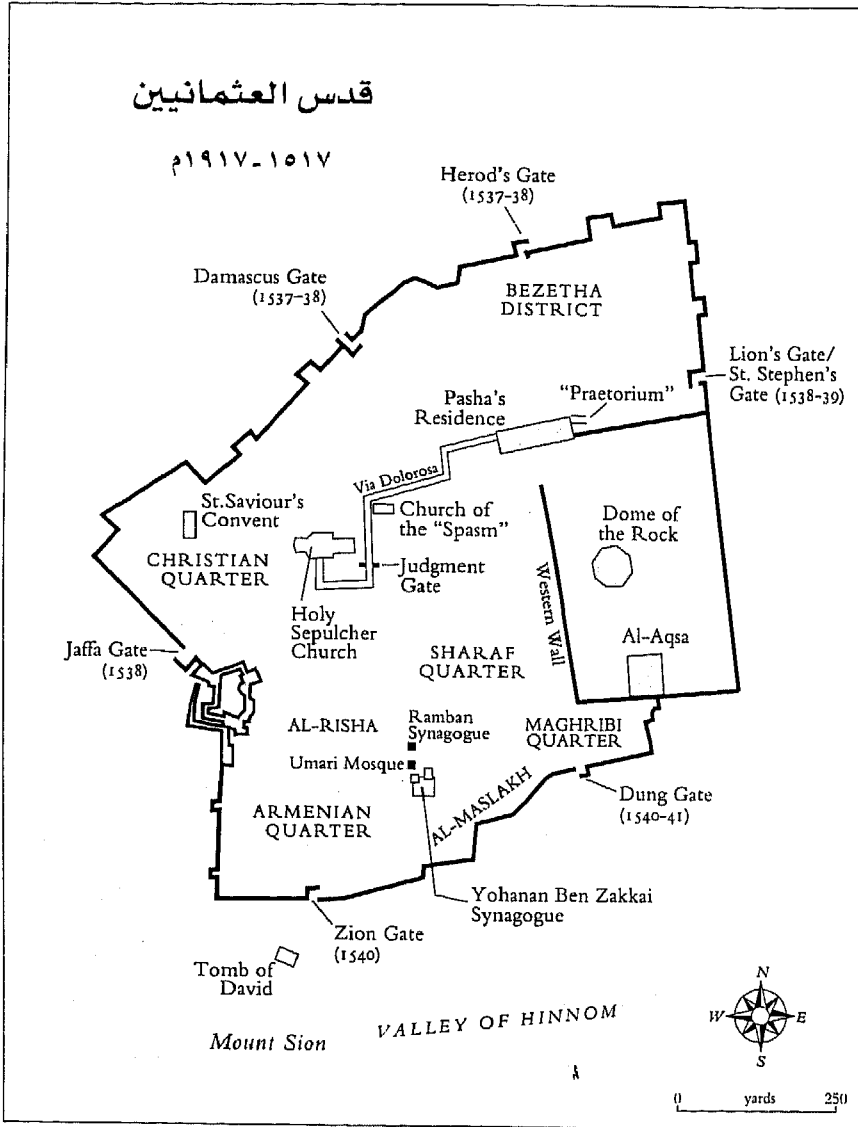 قدس العثمانيين
١٥١٧-١٩١٧م
Herod's Gate
(1537-38)
Damascus Gate
(1537-38)
BEZETHA
DISTRICT
Lion's Gate/
St. Stephen's
Gate (1538-39)
Pasha's
Residence
"Praetorium"
Via Dolorosa
St.Saviour's
Convent
Church of
the "Spasm"
Dome of
the Rock
CHRISTIAN
QUARTER
Judgment
Gate
Western Wall
Holy
Sepulcher
Church
Jaffa Gate
(1538)
SHARAF
QUARTER
Al-Aqsa
AL-RISHA
Ramban
Synagogue
MAGHRIBI
QUARTER
Umari Mosque
AL-MASLAKH
Dung Gate
(1540-41)
ARMENIAN
QUARTER
Yohanan Ben Zakkai
Synagogue
Zion Gate
(1540)
Tomb of
David
Mount Sion
VALLEY OF HINNOM
N
W
E
S
0 yards 250